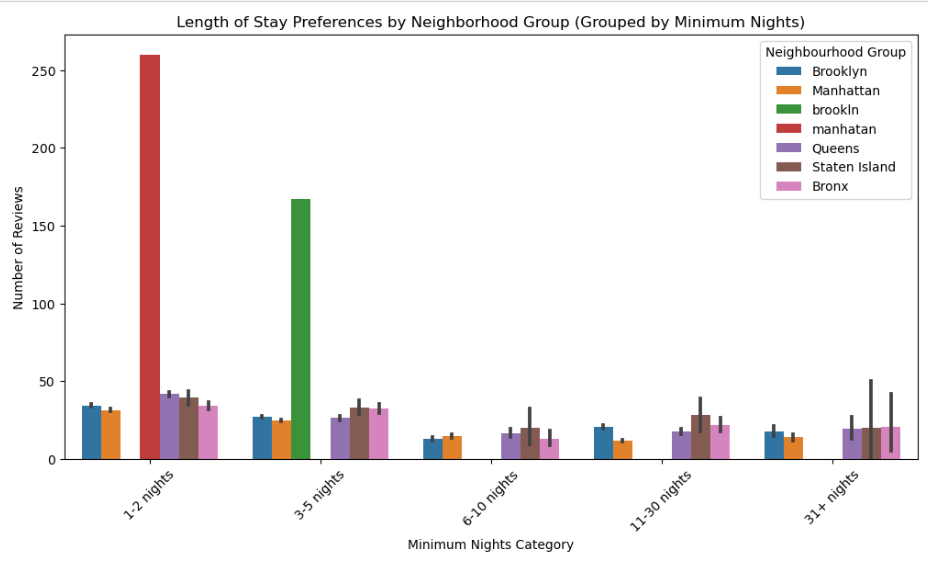 Length of Stay Preferences by Neighborhood Group (Grouped by Minimum Nights)
Neighbourhood Group
Brooklyn
Manhattan
brookln
manhatan
Queens
Staten Island
Bronx
Number of Reviews
250
200
150
100
50
0
1-2 nights
3-5 nights
6-10 nights
11-30 nights
31+ nights
Minimum Nights Category